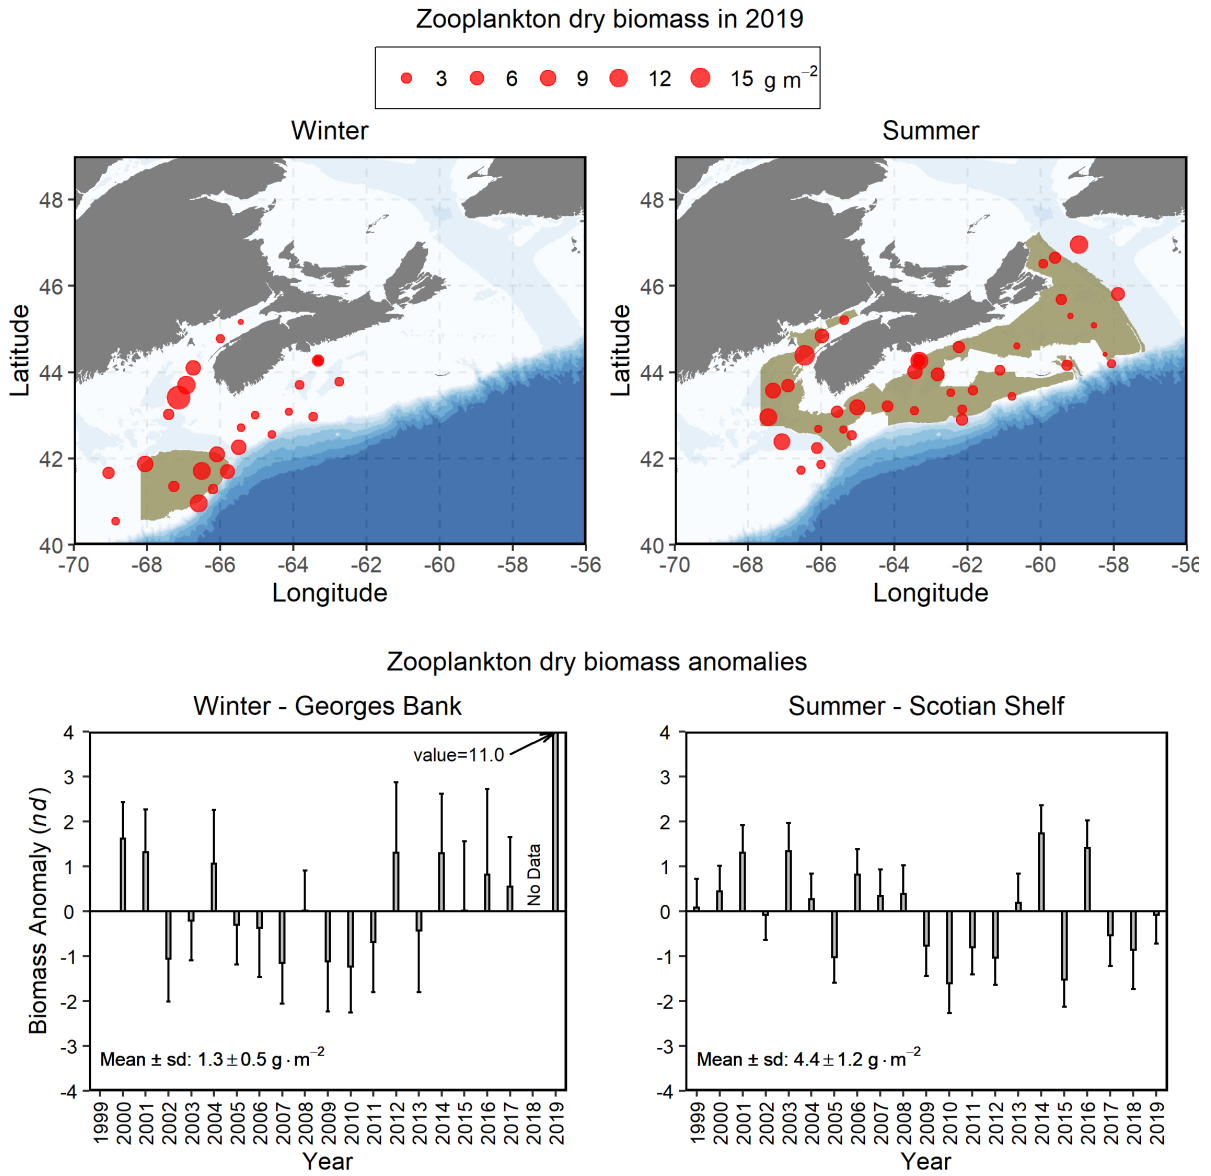 Zooplankton dry biomass in 2019
3 6 9 12 15 g m⁻²
Winter
Summer
Latitude
48
46
44
42
40
-70 -68 -66 -64 -62 -60 -58 -56
Longitude
Latitude
48
46
44
42
40
-70 -68 -66 -64 -62 -60 -58 -56
Longitude
Zooplankton dry biomass anomalies
Winter - Georges Bank
Biomass Anomaly (nd)
4
3
2
1
0
-1
-2
-3
-4
value=11.0
No Data
Mean ± sd: 1.3 ± 0.5 g · m⁻²
1999 2000 2001 2002 2003 2004 2005 2006 2007 2008 2009 2010 2011 2012 2013 2014 2015 2016 2017 2018 2019
Year
Summer - Scotian Shelf
4
3
2
1
0
-1
-2
-3
-4
Mean ± sd: 4.4 ± 1.2 g · m⁻²
1999 2000 2001 2002 2003 2004 2005 2006 2007 2008 2009 2010 2011 2012 2013 2014 2015 2016 2017 2018 2019
Year